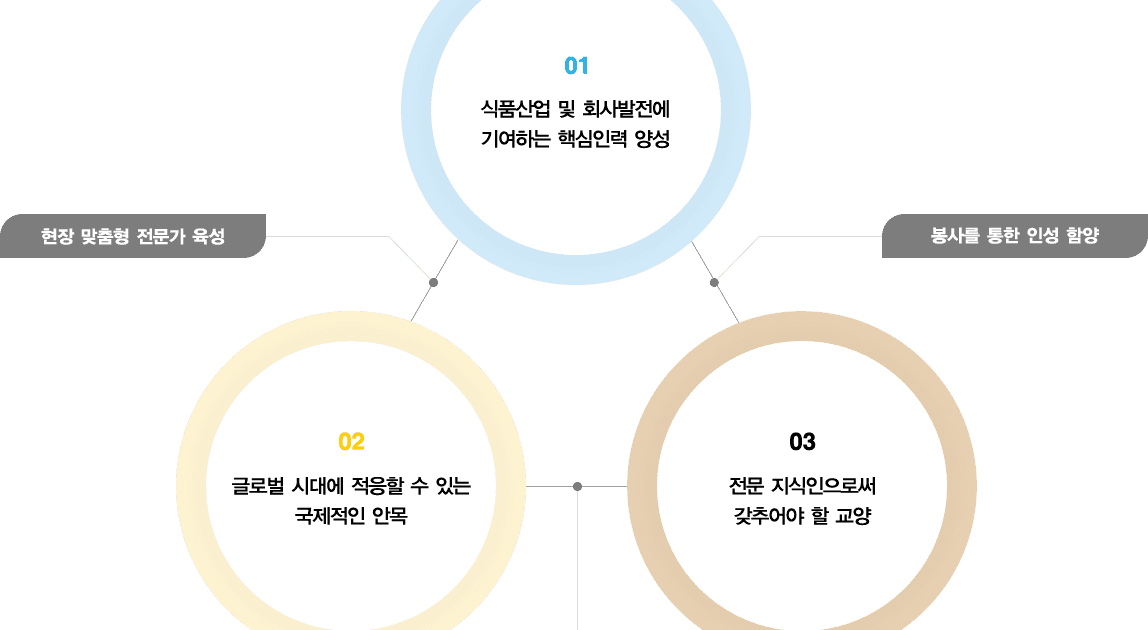 01
식품산업 및 회사발전에
기여하는 핵심인력 양성
현장 맞춤형 전문가 육성
봉사를 통한 인성 함양
02
글로벌 시대에 적응할 수 있는
국제적인 안목
03
전문 지식인으로써
갖추어야 할 교양